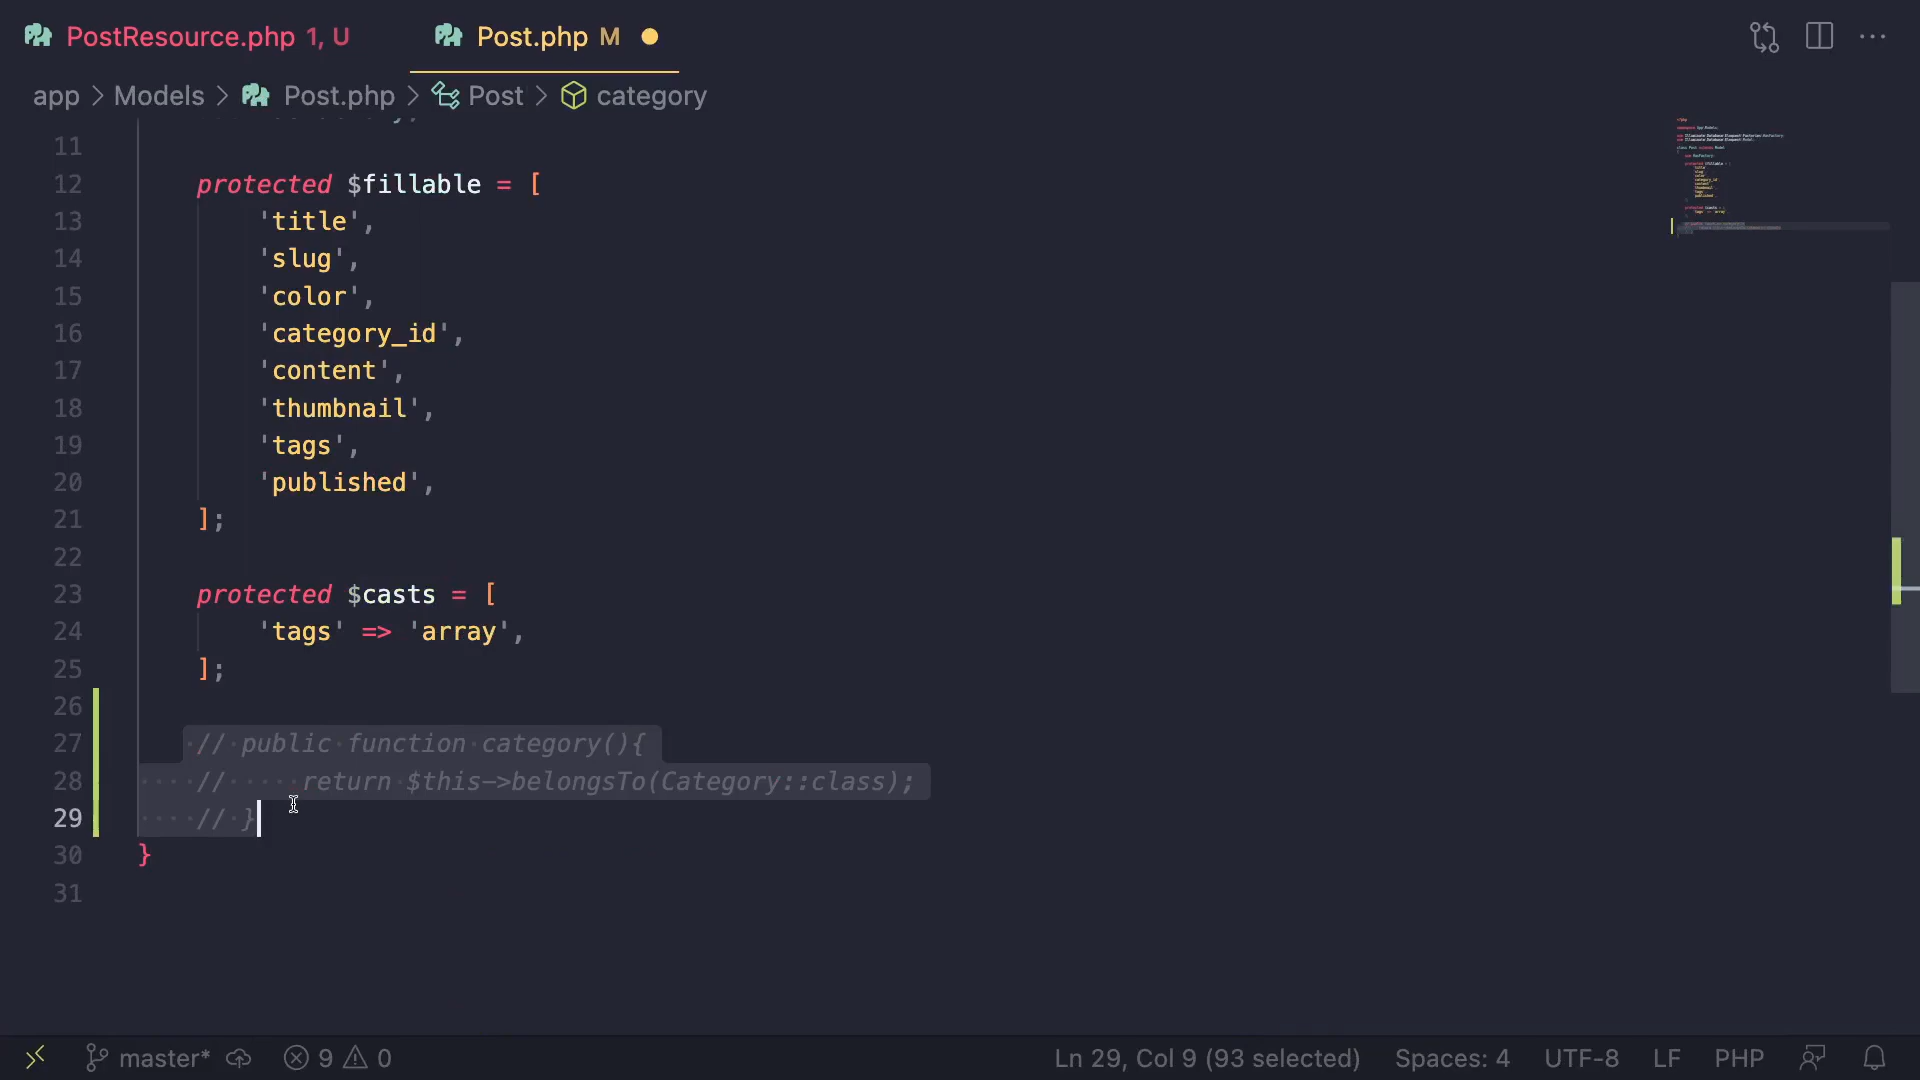 PostResource.php 1, U
Post.php M
app > Models > Post.php > Post > category
11
12 protected $fillable = [
13 'title',
14 'slug',
15 'color',
16 'category_id',
17 'content',
18 'thumbnail',
19 'tags',
20 'published',
21 ];
22
23 protected $casts = [
24 'tags' => 'array',
25 ];
26
27 // public function category(){
28 // return $this->belongsTo(Category::class);
29 // }
30 }
31
master* 9 0 Ln 29, Col 9 (93 selected) Spaces: 4 UTF-8 LF PHP